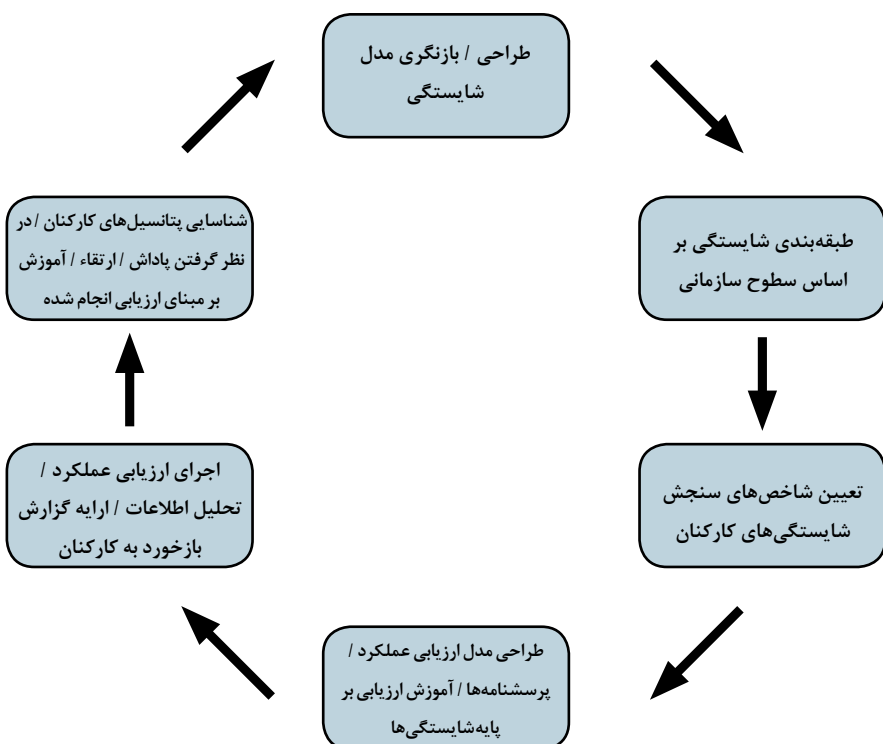 طراحی / بازنگری مدل
شایستگی
طبقه‌بندی شایستگی بر
اساس سطوح سازمانی
تعیین شاخص‌های سنجش
شایستگی‌های کارکنان
طراحی مدل ارزیابی عملکرد /
پرسشنامه‌ها / آموزش ارزیابی بر
پایه‌شایستگی‌ها
اجرای ارزیابی عملکرد /
تحلیل اطلاعات / ارایه گزارش
بازخورد به کارکنان
شناسایی پتانسیل‌های کارکنان / در
نظر گرفتن پاداش / ارتقاء / آموزش
بر مبنای ارزیابی انجام شده